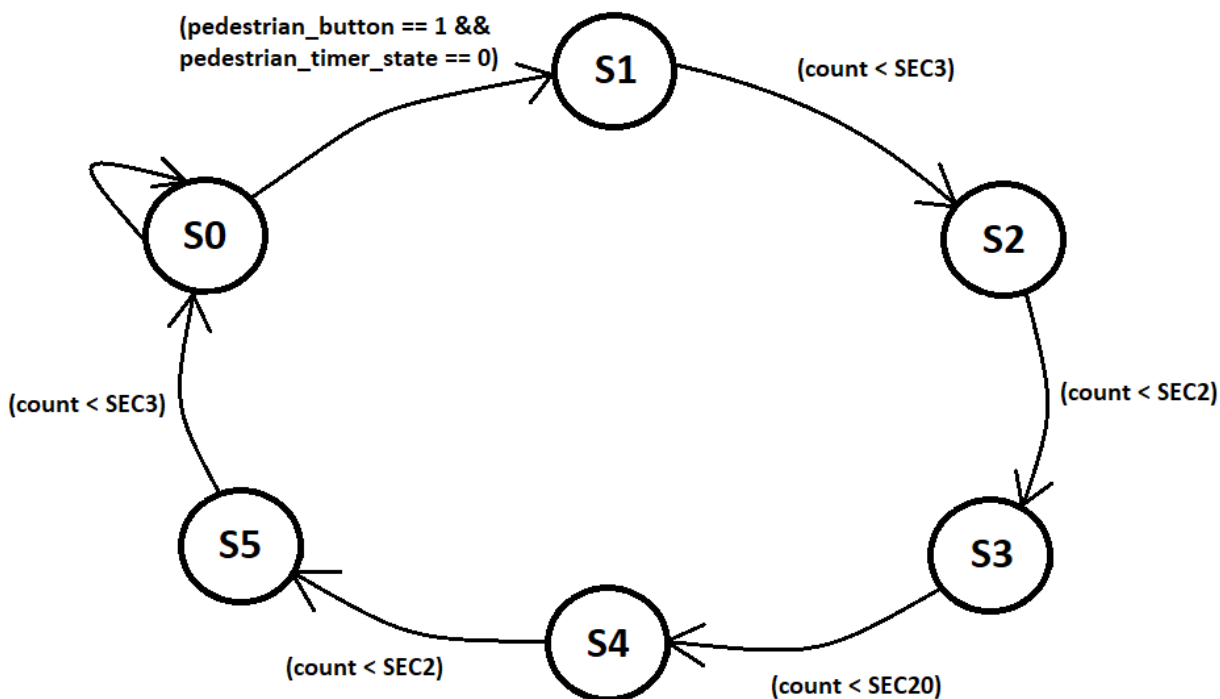 (pedestrian_button == 1 &&
pedestrian_timer_state == 0)
S1
(count < SEC3)
S0
S2
(count < SEC3)
(count < SEC2)
S5
S3
S4
(count < SEC2)
(count < SEC20)